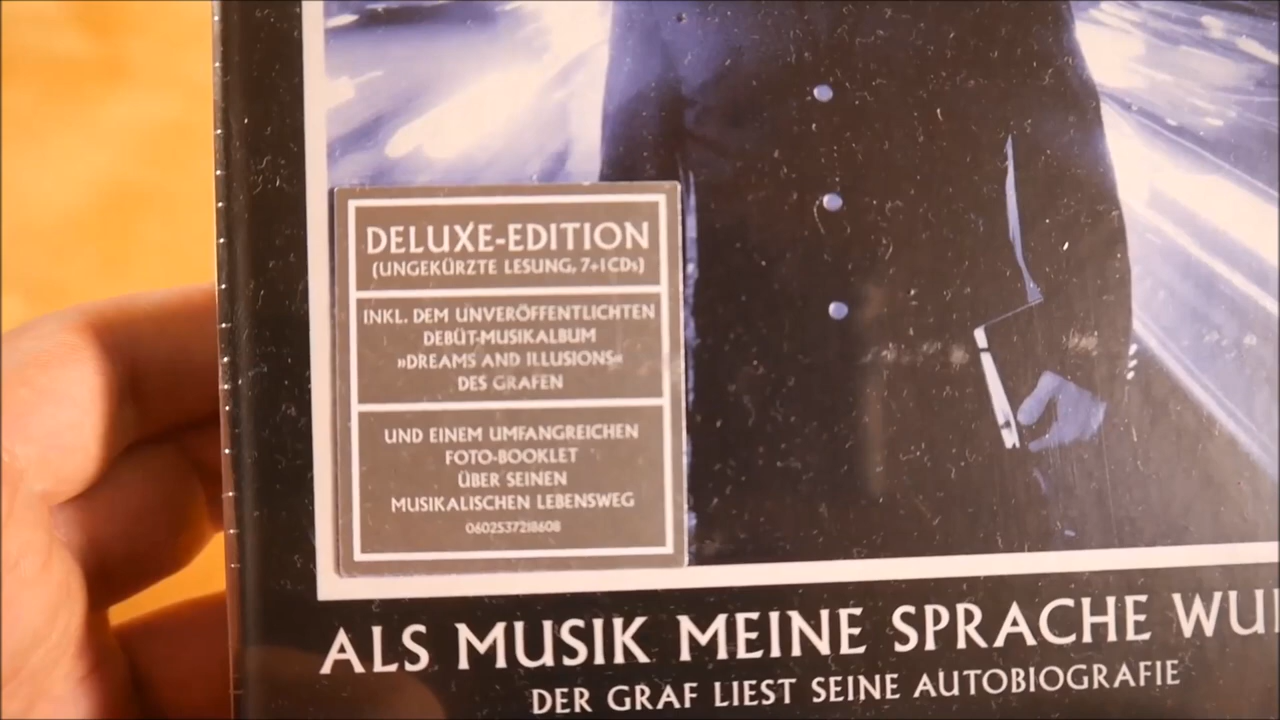 DELUXE-EDITION
(UNGEKÜRZTE LESUNG, 7+1 CDs)
INKL. DEM UNVERÖFFENTLICHTEN
DEBÜT-MUSIKALBUM
»DREAMS AND ILLUSIONS«
DES GRAFEN
UND EINEM UMFANGREICHEN
FOTO-BOOKLET
ÜBER SEINEN
MUSIKALISCHEN LEBENSWEG
0602537218608
ALS MUSIK MEINE SPRACHE
DER GRAF LIEST SEINE AUTOBIOGRAFIE